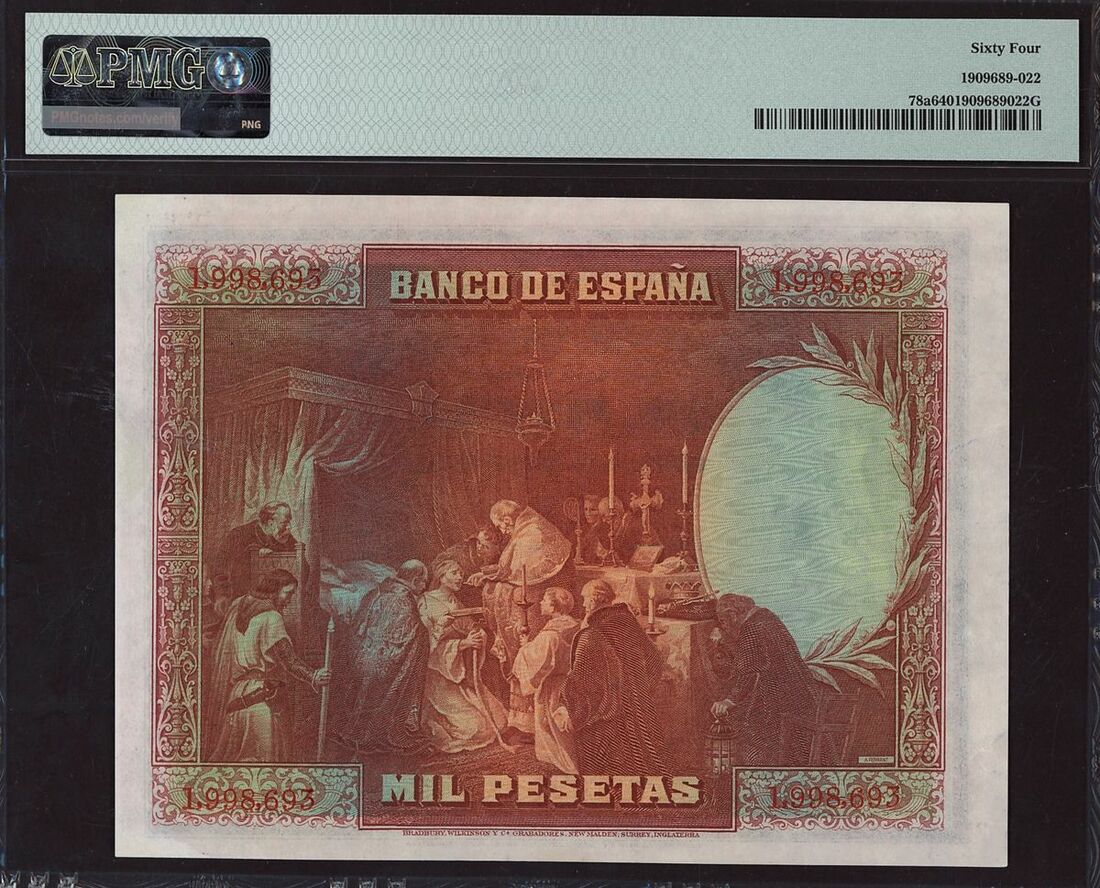 PMG
PMGnotes.com/verify
PNG
Sixty Four
1909689-022
78a6401909689022G
1,998,693 BANCO DE ESPAÑA 1,998,693
1,998,693 MIL PESETAS 1,998,693
BRADBURY, WILKINSON Y Cª GRABADORES, NEW MALDEN, SURREY, INGLATERRA